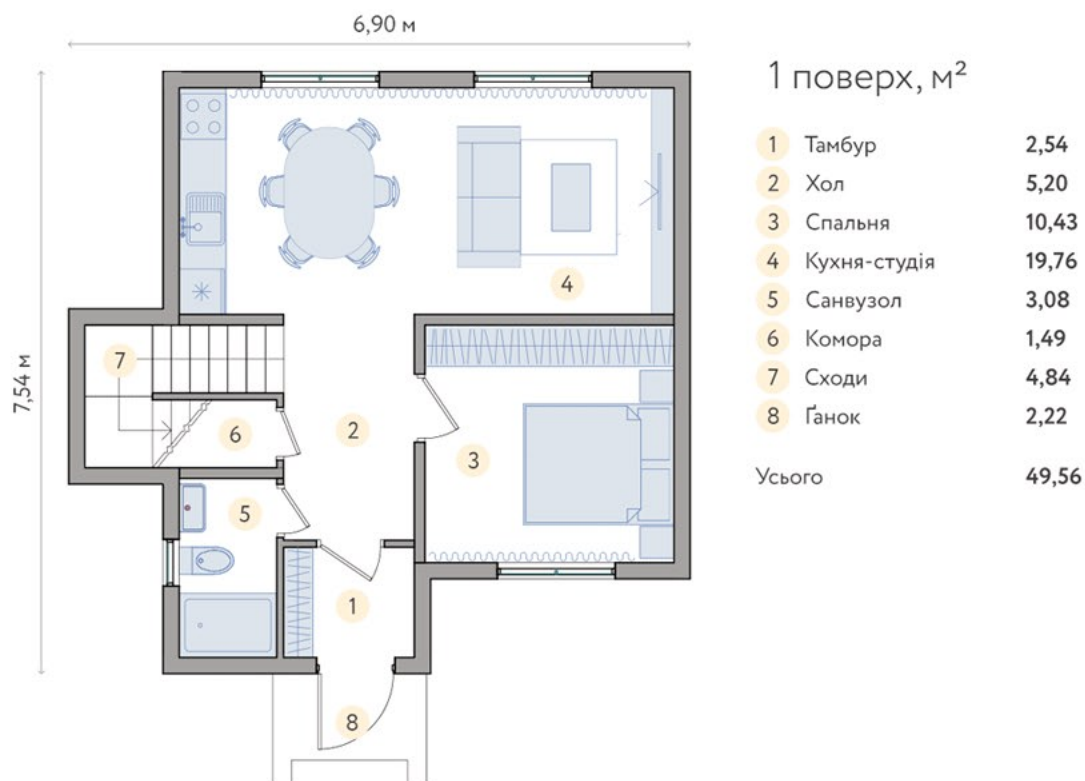 6,90 м
7,54 м
1 поверх, м²
1 Тамбур 2,54
2 Хол 5,20
3 Спальня 10,43
4 Кухня-студія 19,76
5 Санвузол 3,08
6 Комора 1,49
7 Сходи 4,84
8 Ґанок 2,22
Усього 49,56
4
7
6
2
3
5
1
8